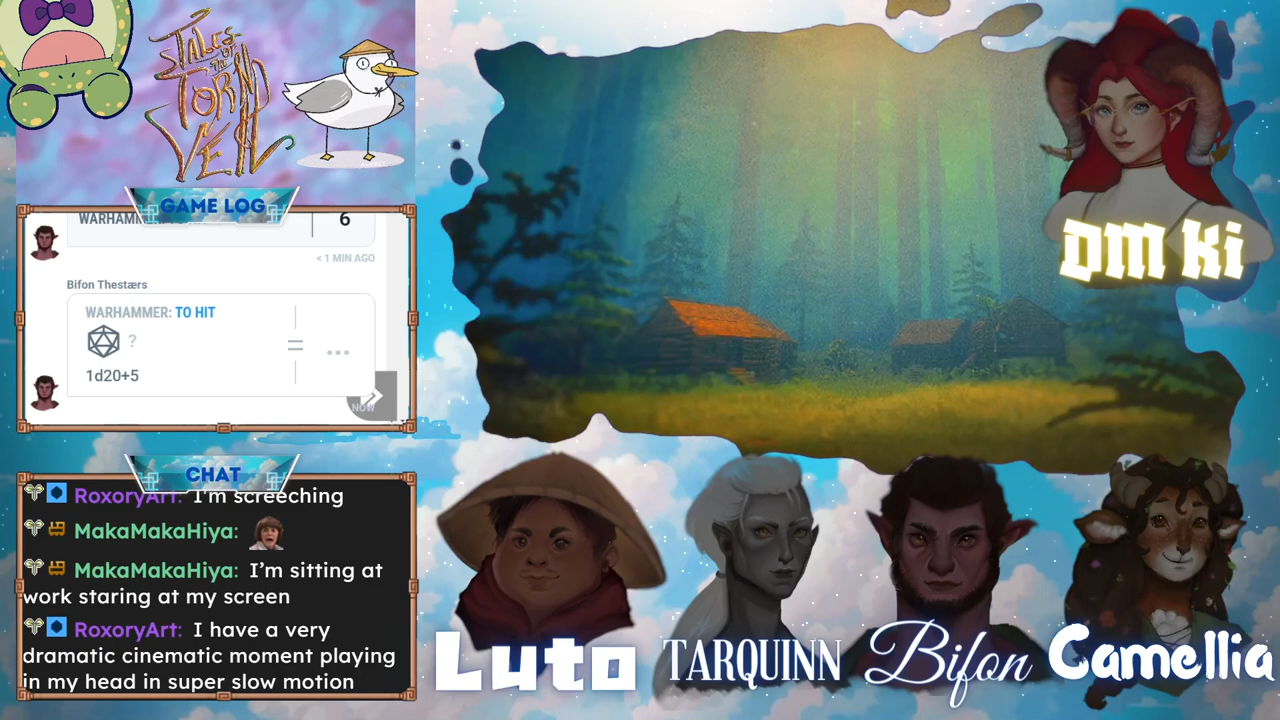 TALES
OF
THE
TORN
VEIL
GAME LOG
6
< 1 MIN AGO
Bifon Thestærs
WARHAMMER: TO HIT
?
=
1d20+5
NOW
CHAT
RoxoryArt: I'm screeching
MakaMakaHiya:
MakaMakaHiya: I'm sitting at
work staring at my screen
RoxoryArt: I have a very
dramatic cinematic moment playing
in my head in super slow motion
DM Ki
Luto
TARQUINN
Bifon
Camellia